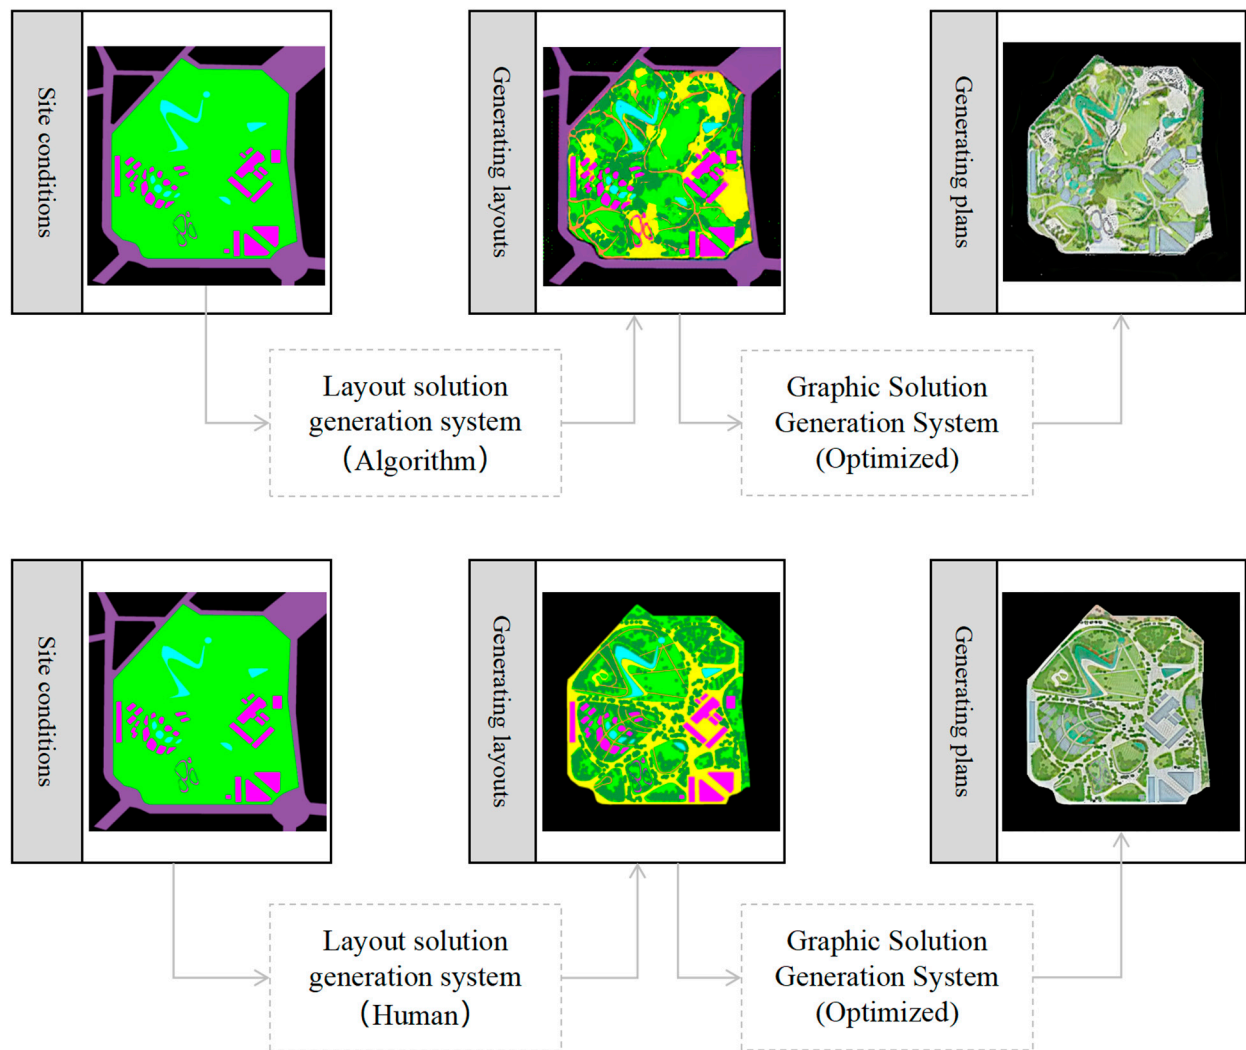 Site conditions
Generating layouts
Generating plans
Layout solution
generation system
（Algorithm）
Graphic Solution
Generation System
(Optimized)
Site conditions
Generating layouts
Generating plans
Layout solution
generation system
（Human）
Graphic Solution
Generation System
(Optimized)